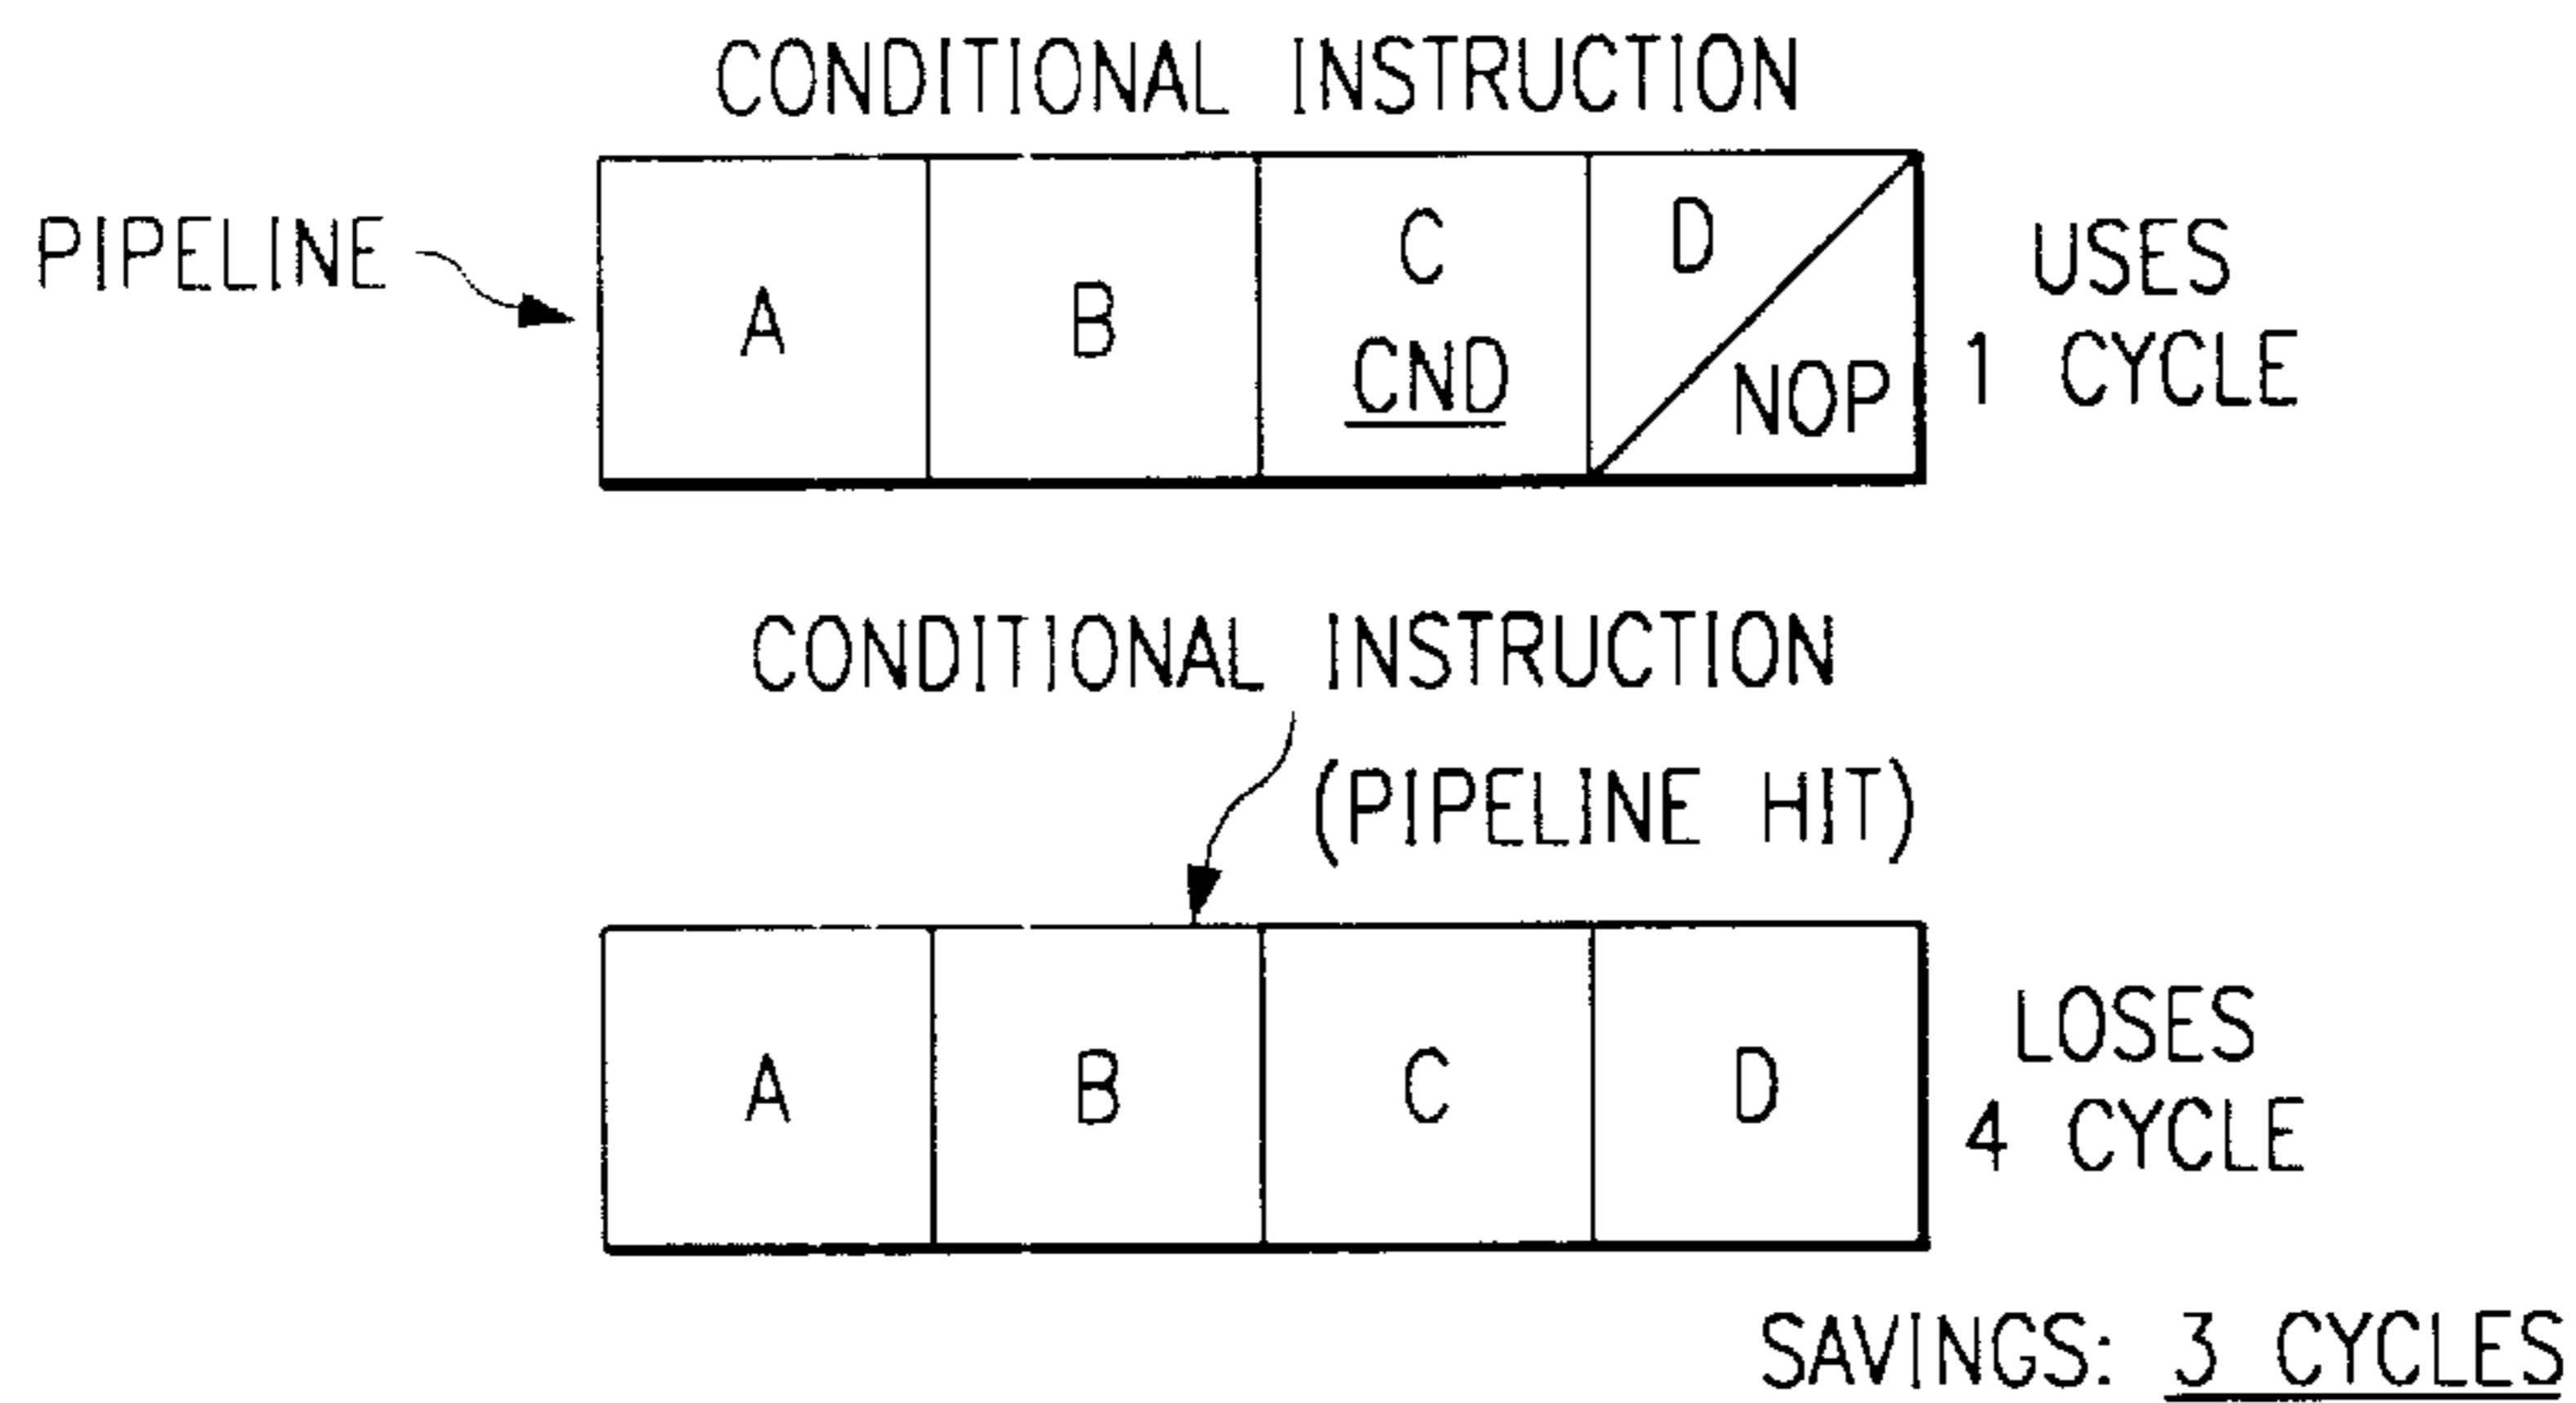 CONDITIONAL INSTRUCTION
PIPELINE
A
B
C
CND
D
NOP
USES
1 CYCLE
CONDITIONAL INSTRUCTION
(PIPELINE HIT)
A
B
C
D
LOSES
4 CYCLE
SAVINGS: 3 CYCLES